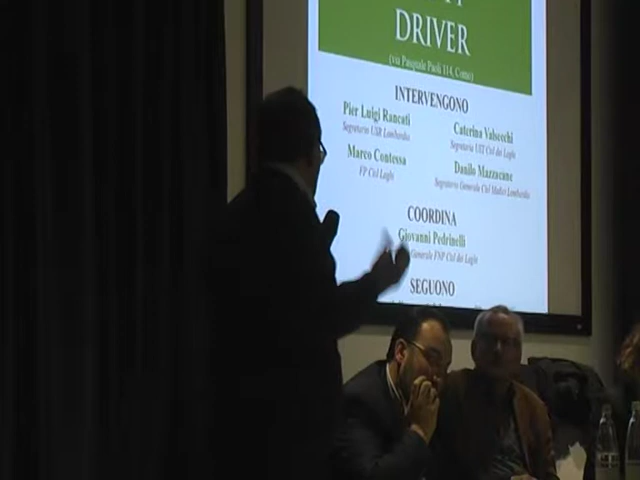 DRIVER
(via Pasquale Paoli 114, Como)
INTERVENGONO
Pier Luigi Rancati
Segretario USR Lombardia
Caterina Valsecchi
Segretaria UST Cisl dei Laghi
Marco Contessa
FP Cisl Laghi
Danilo Mazzacane
Segretario Generale Cisl Medici Lombardia
COORDINA
Giovanni Pedrinelli
Generale FNP Cisl dei Laghi
SEGUONO